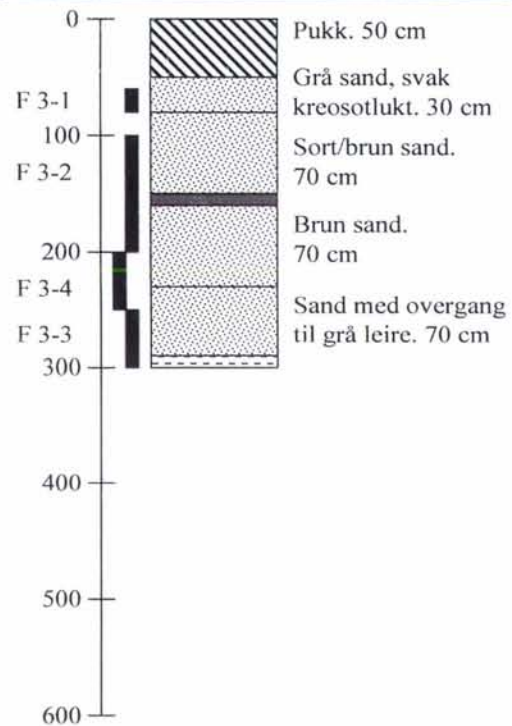 0
Pukk. 50 cm
Grå sand, svak
kreosotlukt. 30 cm
F 3-1
100
Sort/brun sand.
70 cm
F 3-2
Brun sand.
70 cm
200
F 3-4
Sand med overgang
til grå leire. 70 cm
F 3-3
300
400
500
600